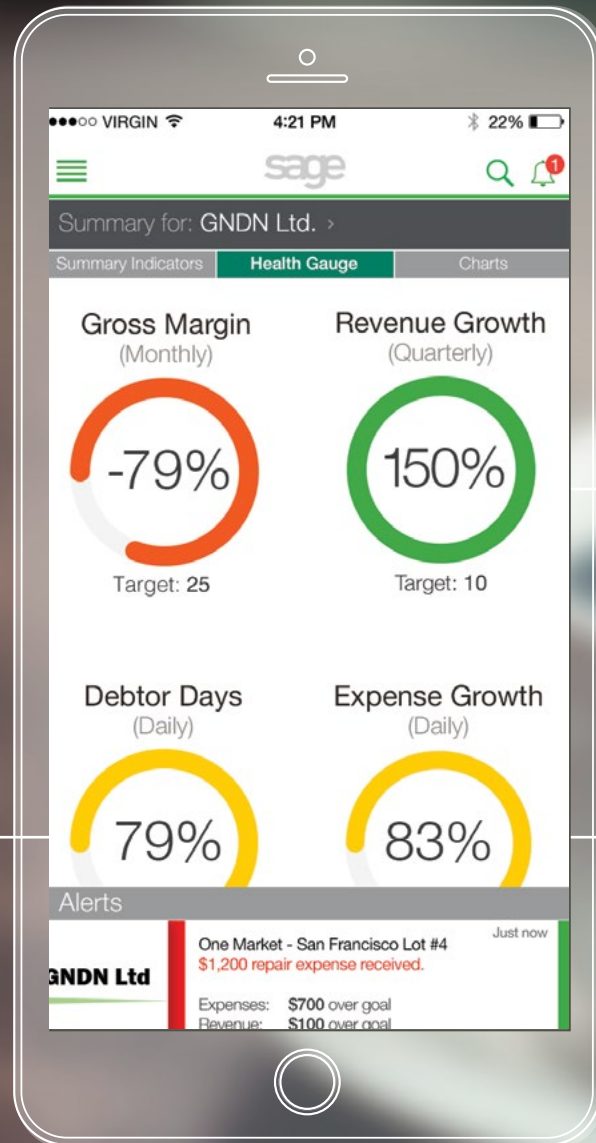 VIRGIN 4:21 PM 22%
sage
1
Summary for: GNDN Ltd. >
Summary Indicators Health Gauge Charts
Gross Margin Revenue Growth
(Monthly) (Quarterly)
-79% 150%
Target: 25 Target: 10
Debtor Days Expense Growth
(Daily) (Daily)
79% 83%
Alerts
Just now
One Market - San Francisco Lot #4
GNDN Ltd $1,200 repair expense received.
Expenses: $700 over goal
Revenue: $100 over goal